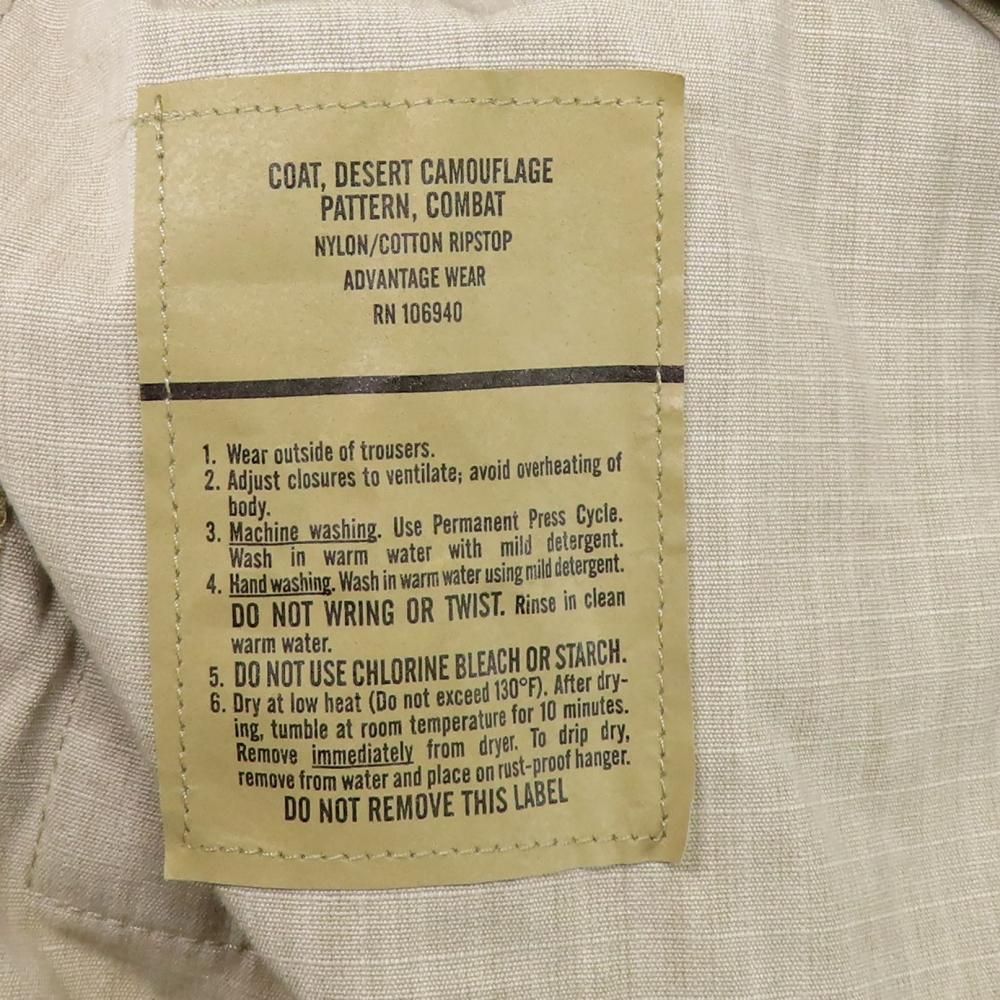 COAT, DESERT CAMOUFLAGE
PATTERN, COMBAT
NYLON/COTTON RIPSTOP
ADVANTAGE WEAR
RN 106940
1. Wear outside of trousers.
2. Adjust closures to ventilate; avoid overheating of
body.
3. Machine washing. Use Permanent Press Cycle.
Wash in warm water with mild detergent.
4. Hand washing. Wash in warm water using mild detergent.
DO NOT WRING OR TWIST. Rinse in clean
warm water.
5. DO NOT USE CHLORINE BLEACH OR STARCH.
6. Dry at low heat (Do not exceed 130°F). After dry-
ing, tumble at room temperature for 10 minutes.
Remove immediately from dryer. To drip dry,
remove from water and place on rust-proof hanger.
DO NOT REMOVE THIS LABEL